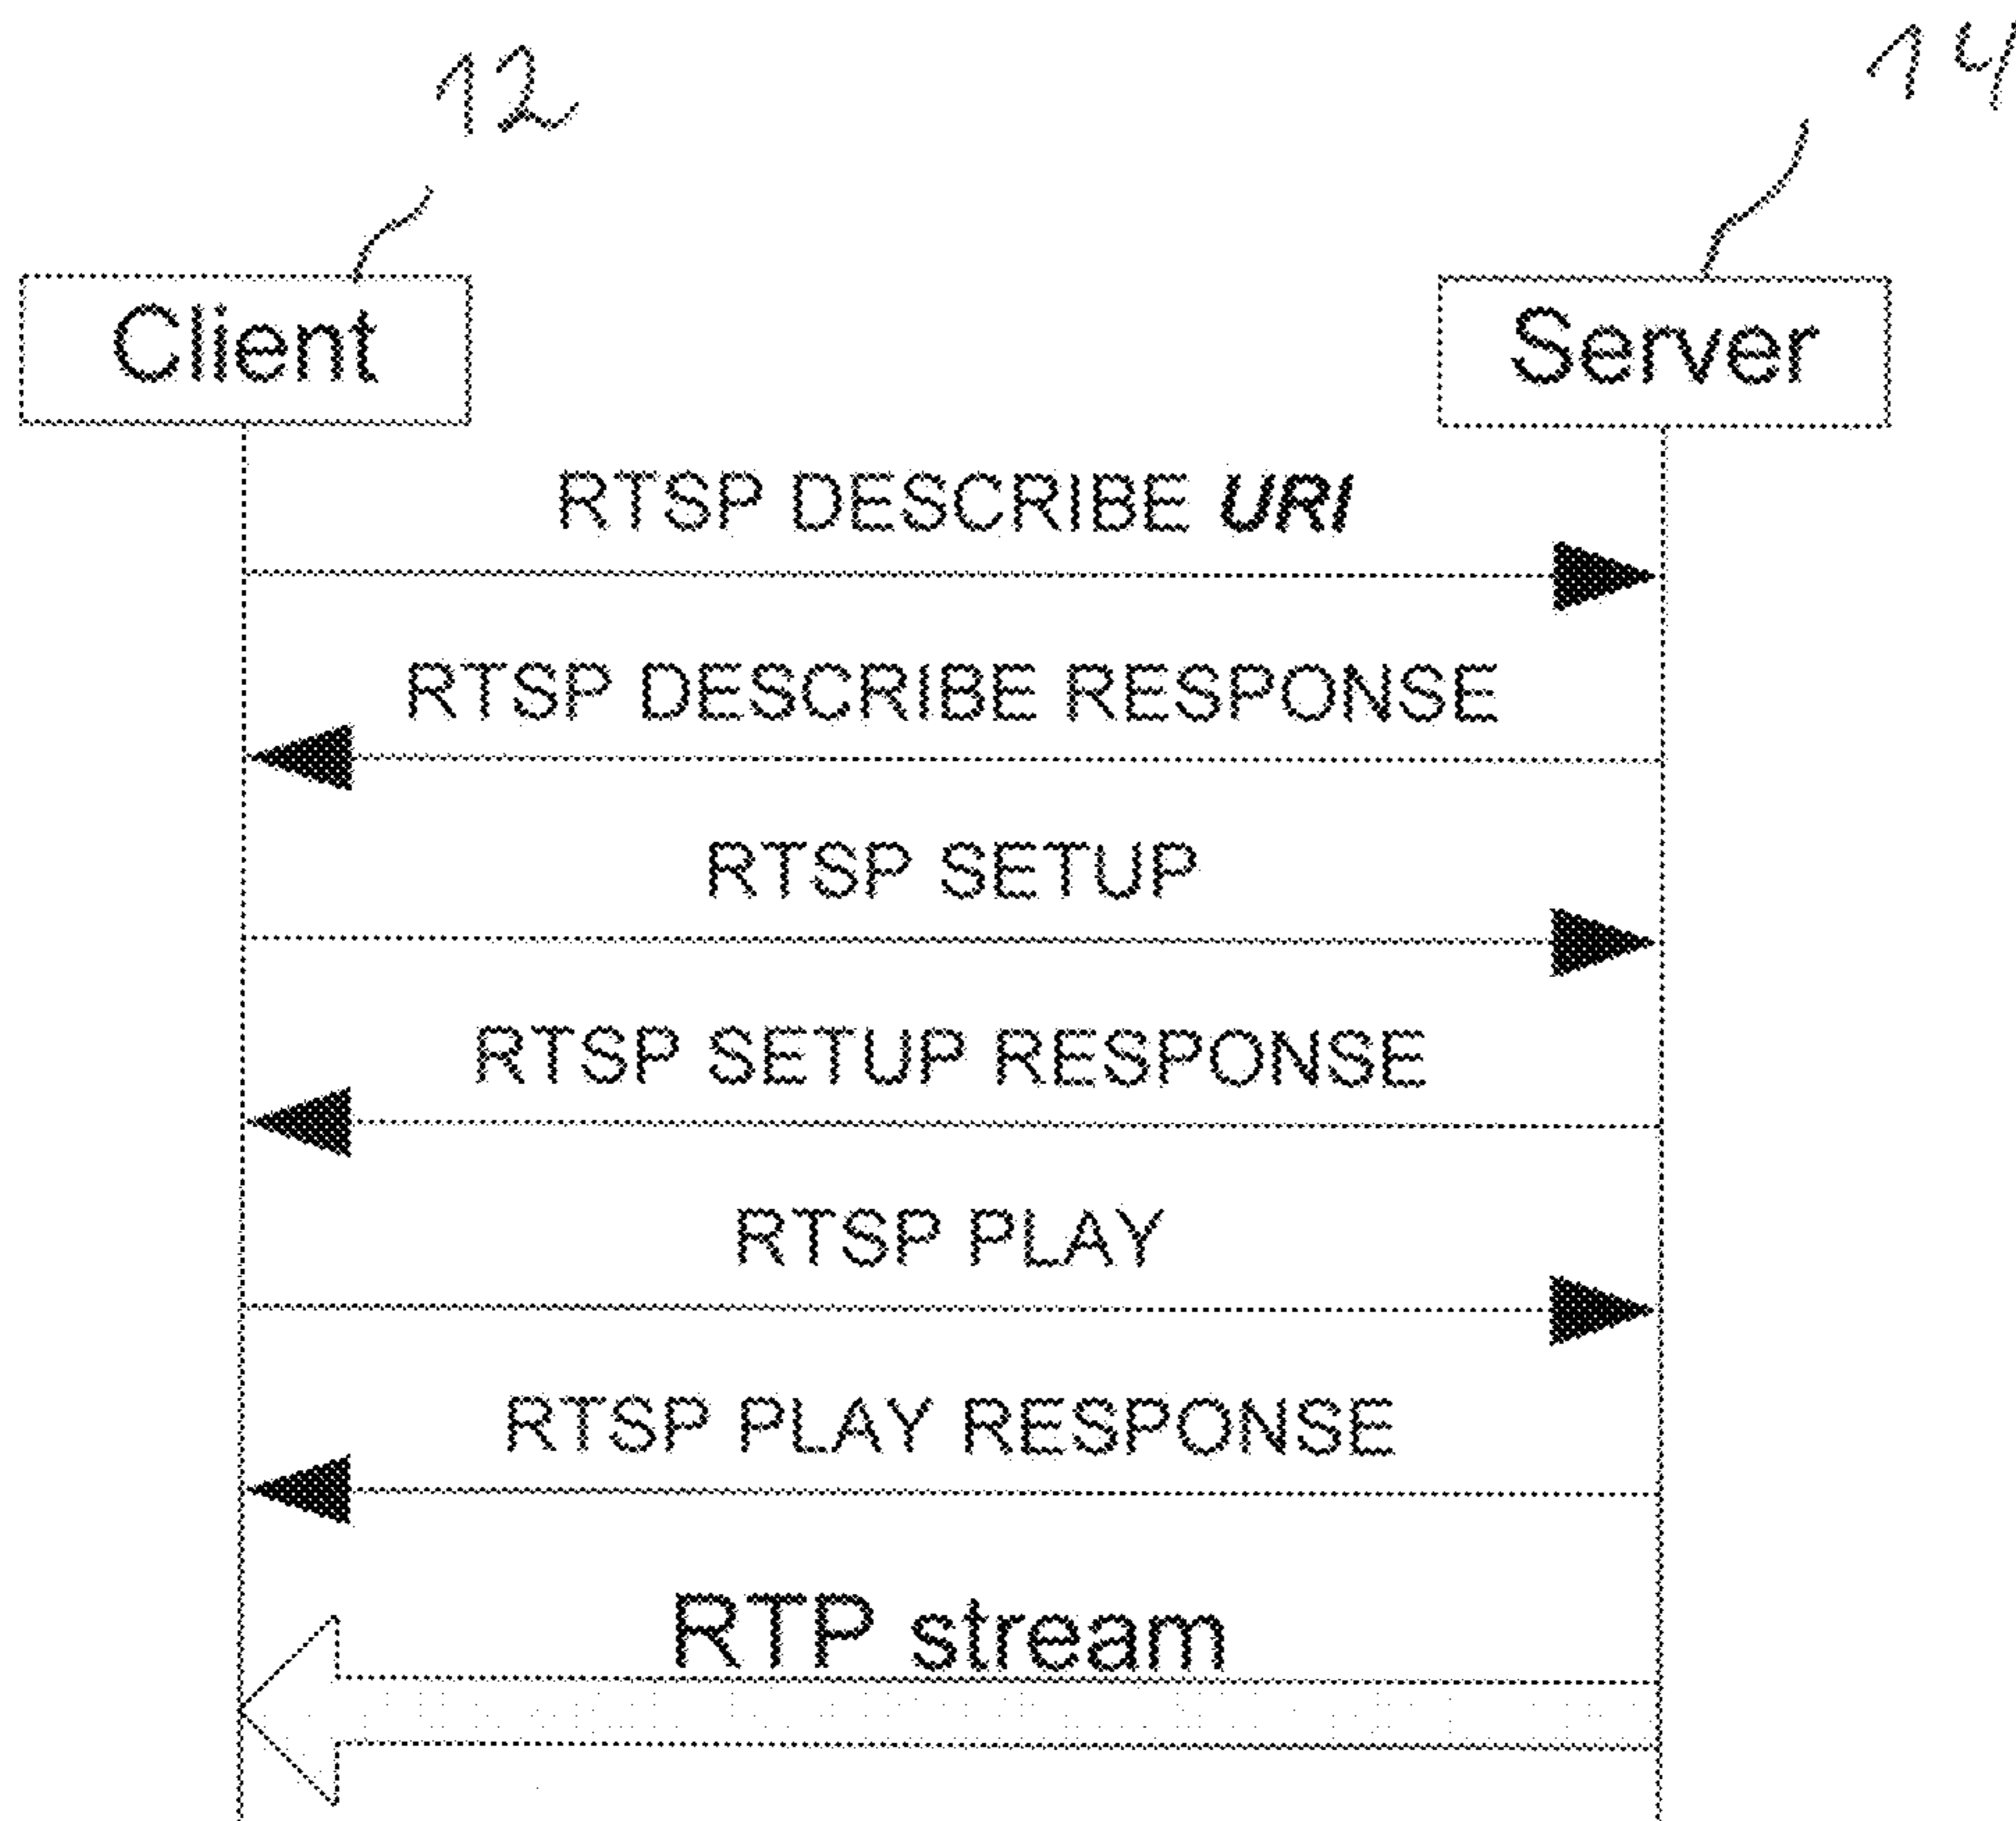 12
14
Client
Server
RTSP DESCRIBE URI
RTSP DESCRIBE RESPONSE
RTSP SETUP
RTSP SETUP RESPONSE
RTSP PLAY
RTSP PLAY RESPONSE
RTP stream